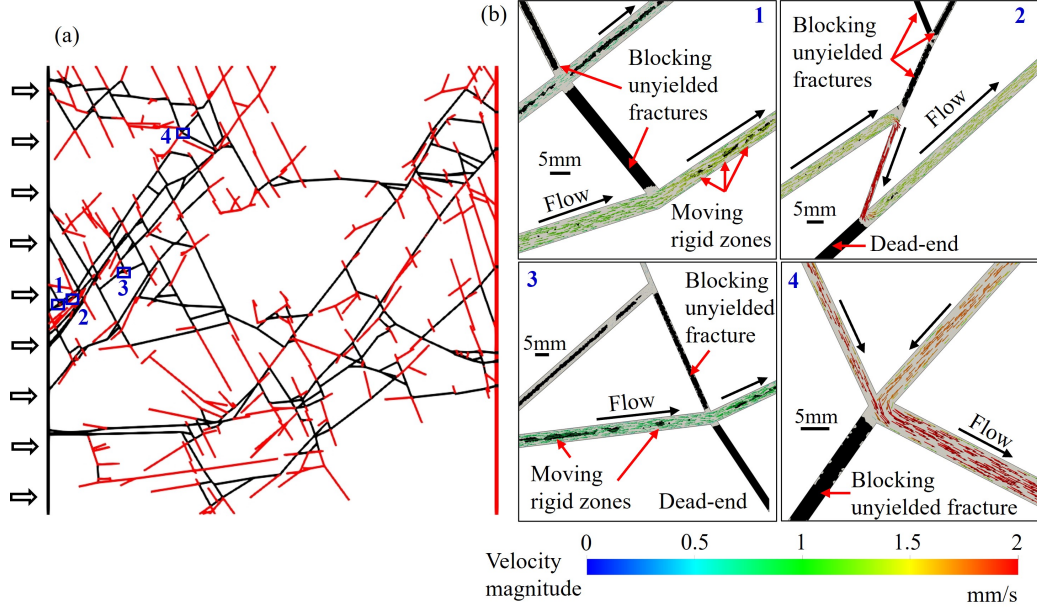 (a)
4
1
2
3
(b)
1
Blocking
unyielded
fractures
5mm
Flow
Moving
rigid zones
2
Blocking
unyielded
fractures
Flow
5mm
Dead-end
3
Blocking
unyielded
fracture
5mm
Flow
Moving
rigid zones
Dead-end
4
5mm
Flow
Blocking
unyielded fracture
Velocity
magnitude
0
0.5
1
1.5
2
mm/s